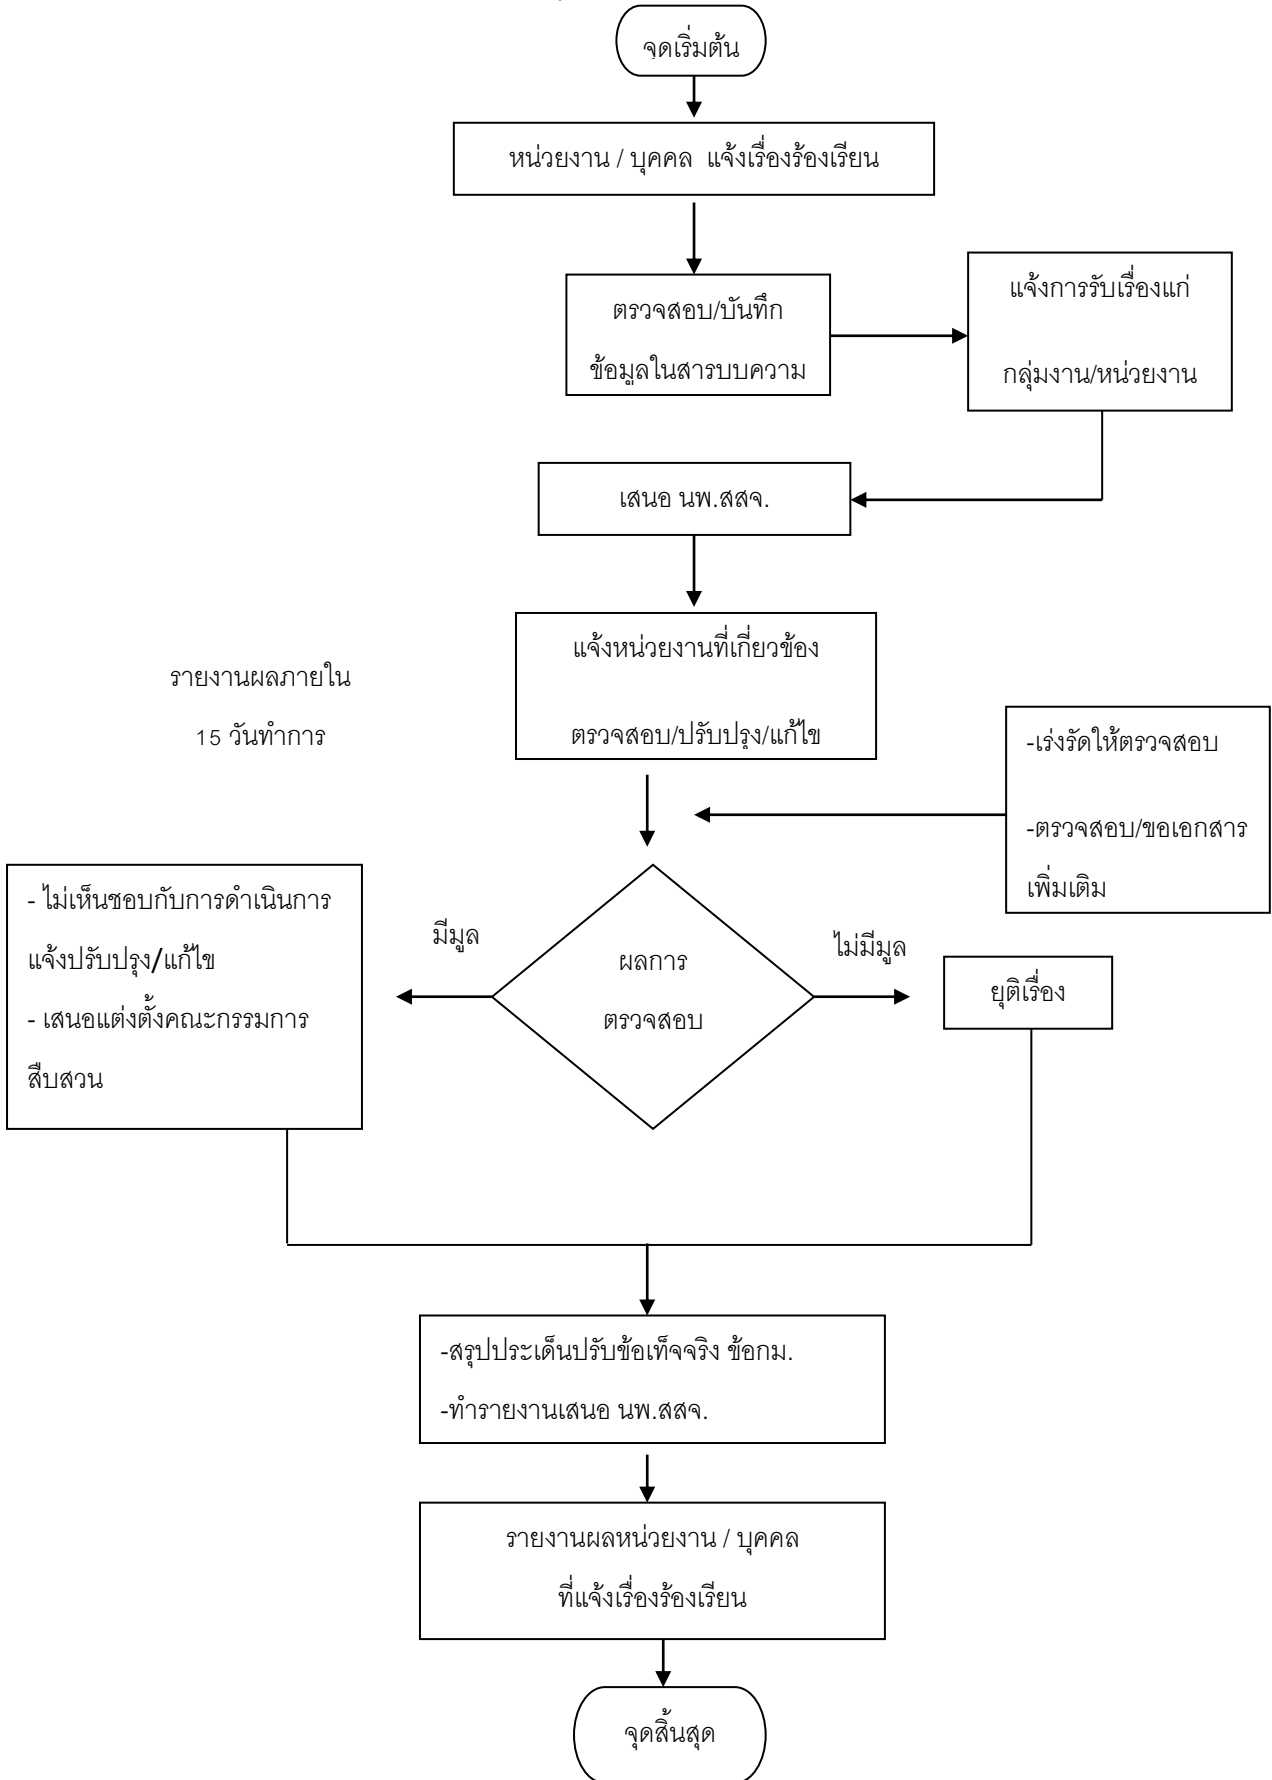 จุดเริ่มต้น
หน่วยงาน / บุคคล แจ้งเรื่องร้องเรียน
ตรวจสอบ/บันทึก
ข้อมูลในสารบบความ
แจ้งการรับเรื่องแก่
กลุ่มงาน/หน่วยงาน
เสนอ นพ.สสจ.
แจ้งหน่วยงานที่เกี่ยวข้อง
ตรวจสอบ/ปรับปรุง/แก้ไข
รายงานผลภายใน
15 วันทำการ
-เร่งรัดให้ตรวจสอบ
-ตรวจสอบ/ขอเอกสาร
เพิ่มเติม
- ไม่เห็นชอบกับการดำเนินการ
แจ้งปรับปรุง/แก้ไข
- เสนอแต่งตั้งคณะกรรมการ
สืบสวน
มีมูล
ผลการ
ตรวจสอบ
ไม่มีมูล
ยุติเรื่อง
-สรุปประเด็นปรับข้อเท็จจริง ข้อกม.
-ทำรายงานเสนอ นพ.สสจ.
รายงานผลหน่วยงาน / บุคคล
ที่แจ้งเรื่องร้องเรียน
จุดสิ้นสุด